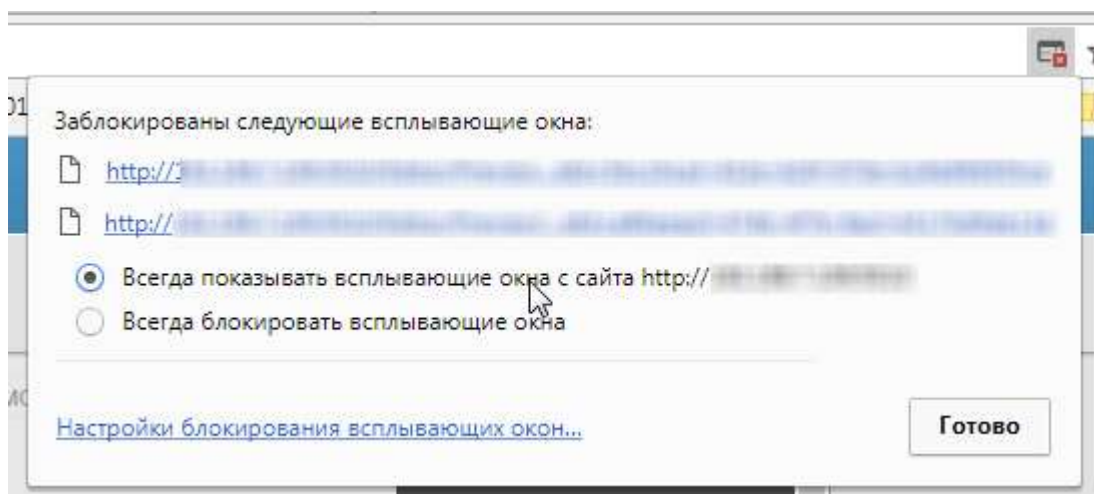 01
Заблокированы следующие всплывающие окна:
http://
http://
Всегда показывать всплывающие окна с сайта http://
Всегда блокировать всплывающие окна
Настройки блокирования всплывающих окон...
Готово